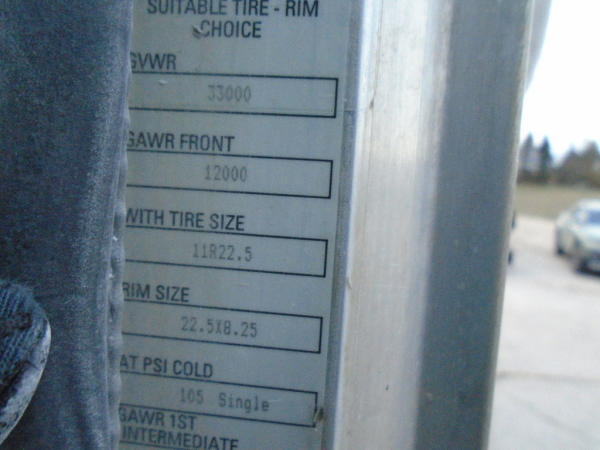 SUITABLE TIRE - RIM
CHOICE
GVWR
33000
GAWR FRONT
12000
WITH TIRE SIZE
11R22.5
RIM SIZE
22.5X8.25
AT PSI COLD
105 Single
GAWR 1ST
INTERMEDIATE